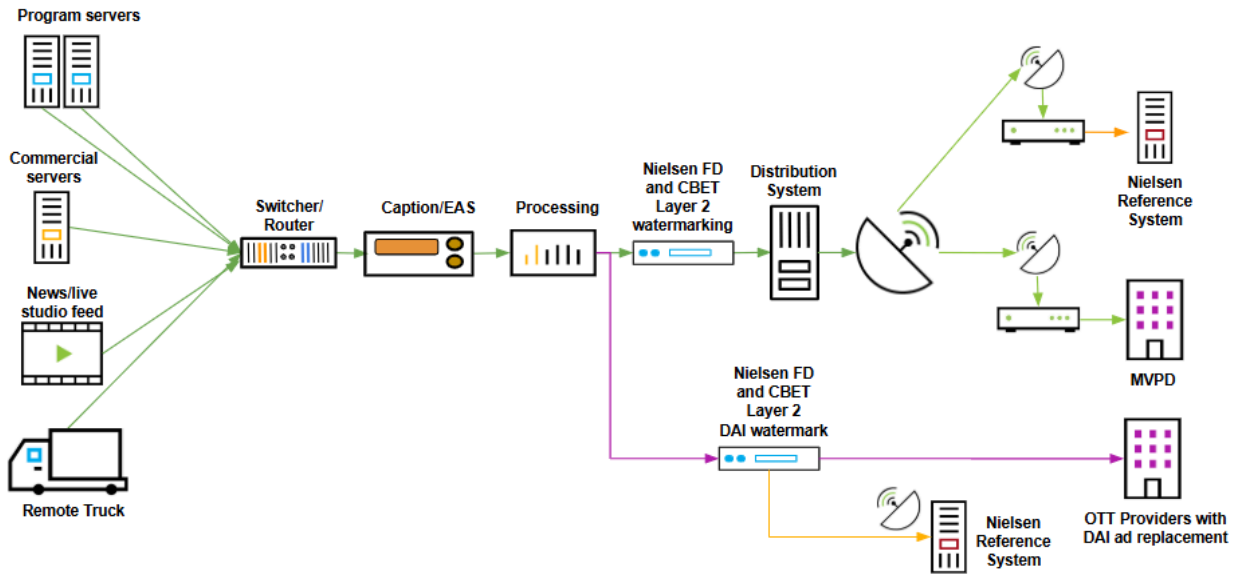 Program servers
Commercial
servers
News/live
studio feed
Remote Truck
Switcher/
Router
Caption/EAS
Processing
Nielsen FD
and CBET
Layer 2
watermarking
Distribution
System
Nielsen
Reference
System
MVPD
Nielsen FD
and CBET
Layer 2
DAI watermark
Nielsen
Reference
System
OTT Providers with
DAI ad replacement